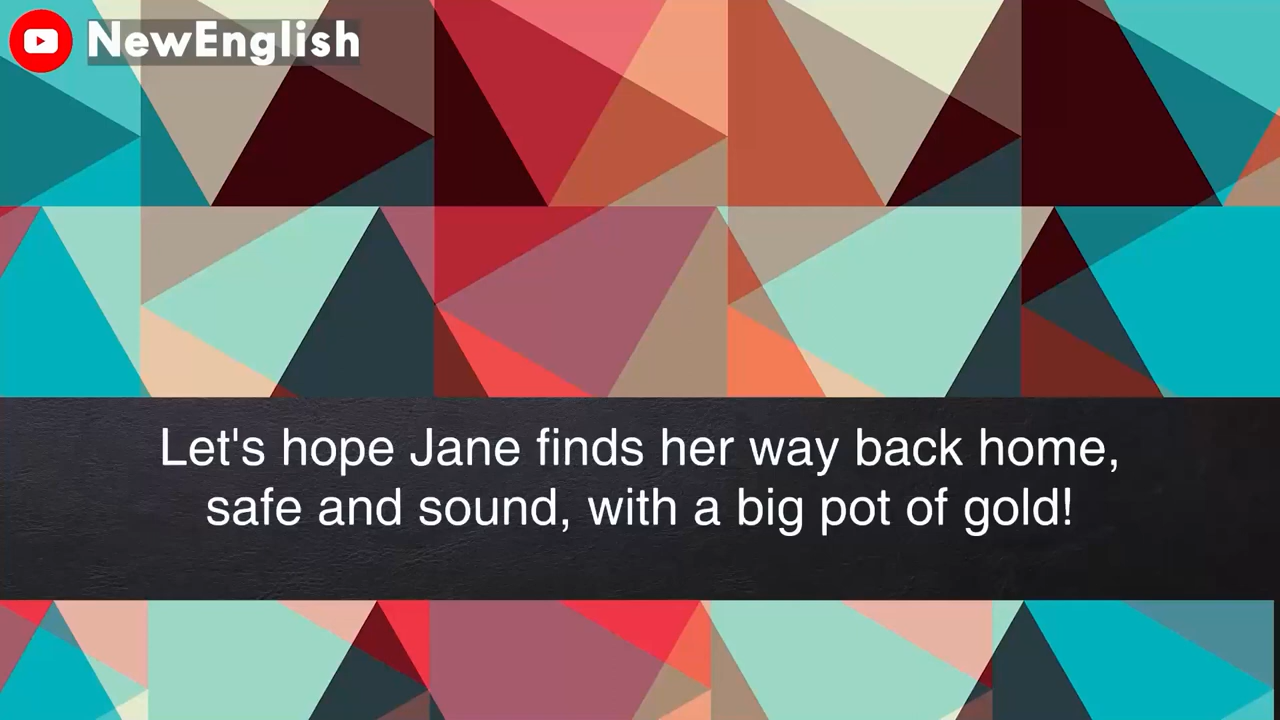 NewEnglish
Let's hope Jane finds her way back home,
safe and sound, with a big pot of gold!